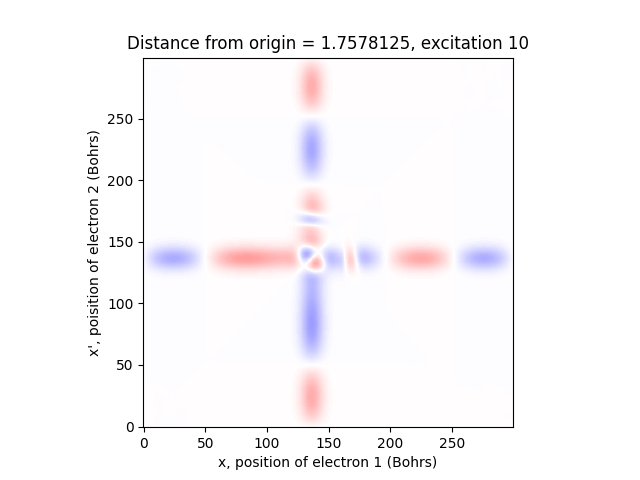 Distance from origin = 1.7578125, excitation 10
x', poisition of electron 2 (Bohrs)
250
200
150
100
50
0
0 50 100 150 200 250
x, position of electron 1 (Bohrs)